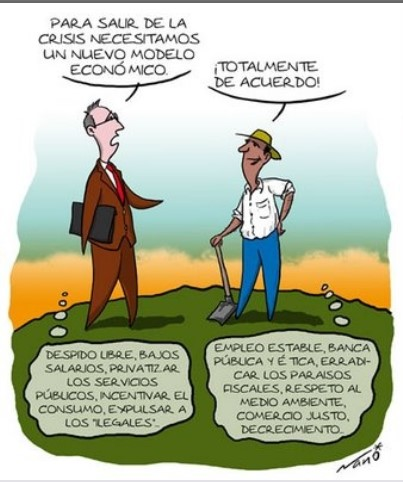 PARA SALIR DE LA
CRISIS NECESITAMOS
UN NUEVO MODELO
ECONÓMICO.
¡TOTALMENTE
DE ACUERDO!
DESPIDO LIBRE, BAJOS
SALARIOS, PRIVATIZAR
LOS SERVICIOS
PÚBLICOS, INCENTIVAR EL
CONSUMO, EXPULSAR A
LOS "ILEGALES"...
EMPLEO ESTABLE, BANCA
PÚBLICA Y ÉTICA, ERRADI-
CAR LOS PARAISOS
FISCALES, RESPETO AL
MEDIO AMBIENTE,
COMERCIO JUSTO,
DECRECIMIENTO...